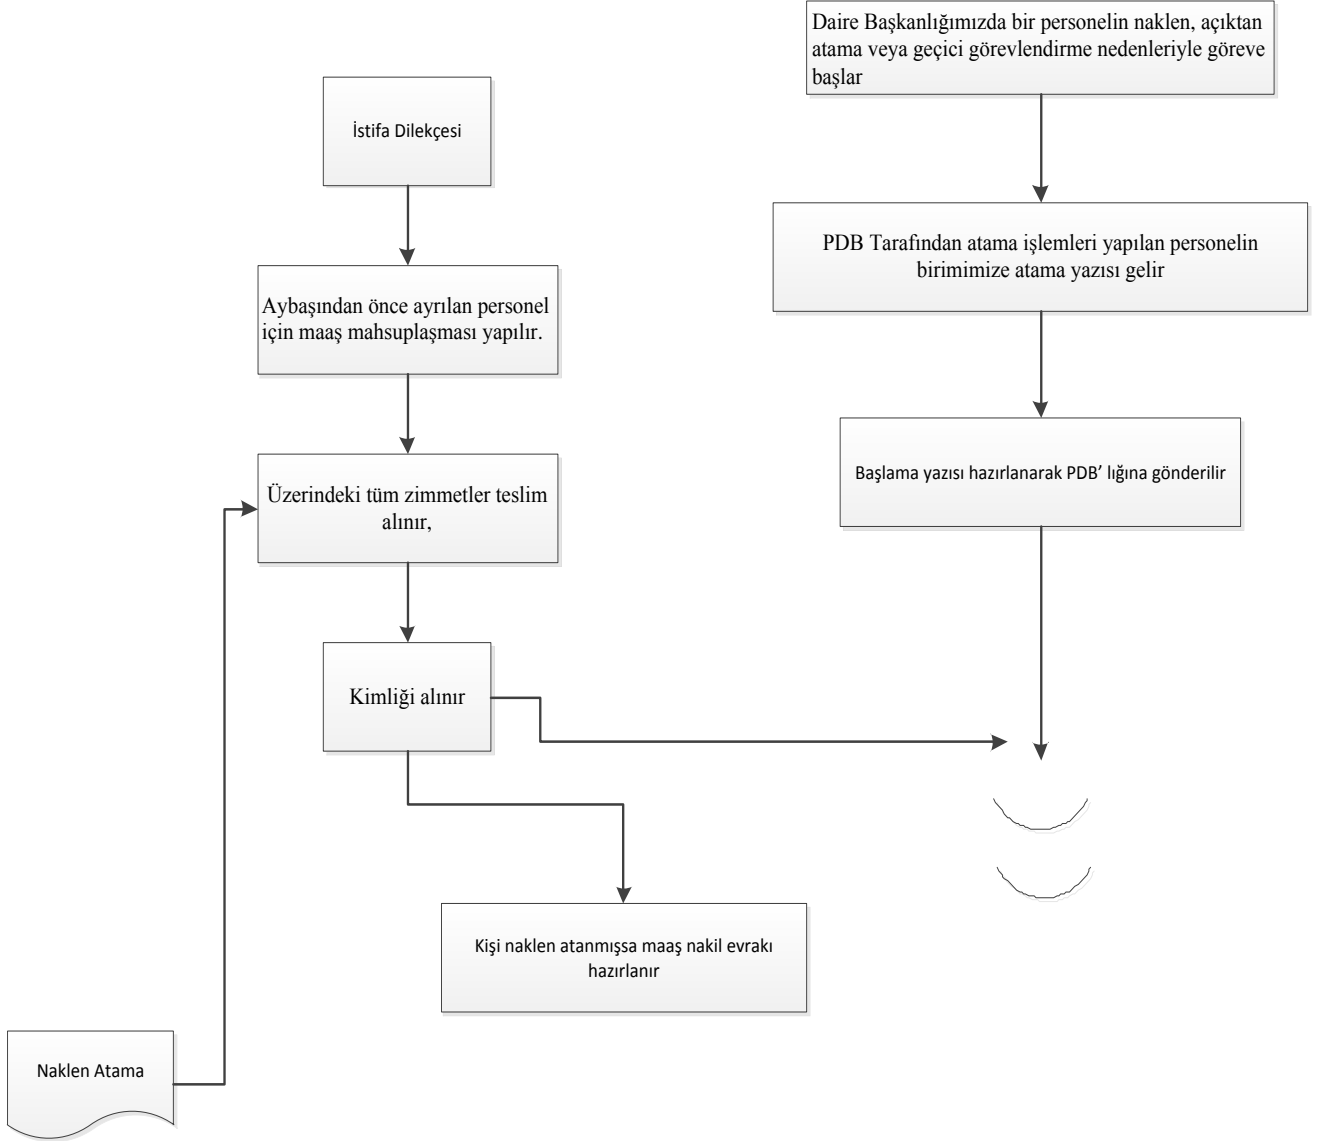 Daire Başkanlığımızda bir personelin naklen, açıktan
atama veya geçici görevlendirme nedenleriyle göreve
başlar
İstifa Dilekçesi
PDB Tarafından atama işlemleri yapılan personelin
birimimize atama yazısı gelir
Aybaşından önce ayrılan personel
için maaş mahsuplaşması yapılır.
Başlama yazısı hazırlanarak PDB’ lığına gönderilir
Üzerindeki tüm zimmetler teslim
alınır,
Kimliği alınır
Kişi naklen atanmışsa maaş nakil evrakı
hazırlanır
Naklen Atama